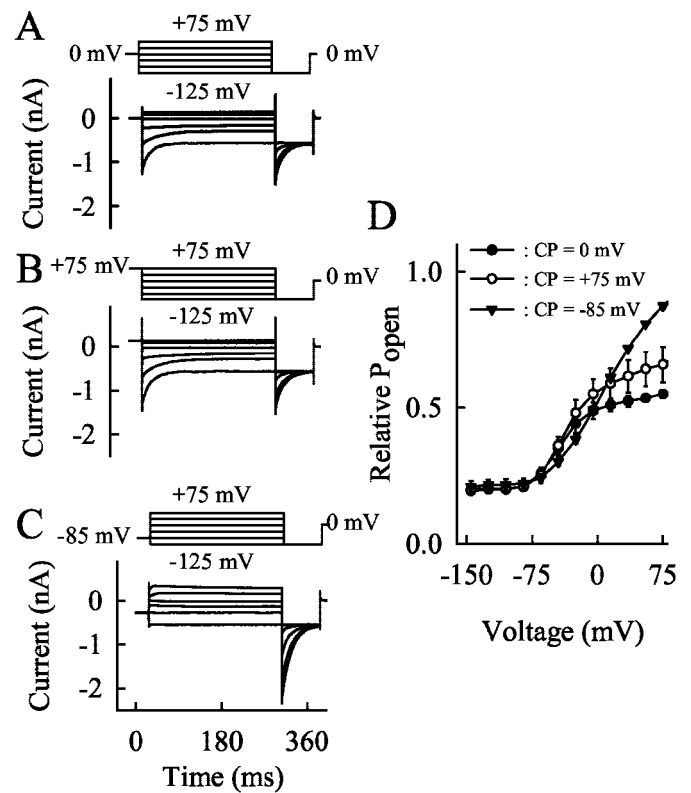 A
+75 mV
0 mV
0 mV
-125 mV
Current (nA)
0
-1
-2
B
+75 mV
+75 mV
0 mV
-125 mV
Current (nA)
0
-1
-2
C
+75 mV
-85 mV
0 mV
-125 mV
Current (nA)
0
-1
-2
0
180
360
Time (ms)
D
: CP = 0 mV
: CP = +75 mV
: CP = -85 mV
Relative Popen
1.0
0.5
0.0
-150
-75
0
75
Voltage (mV)